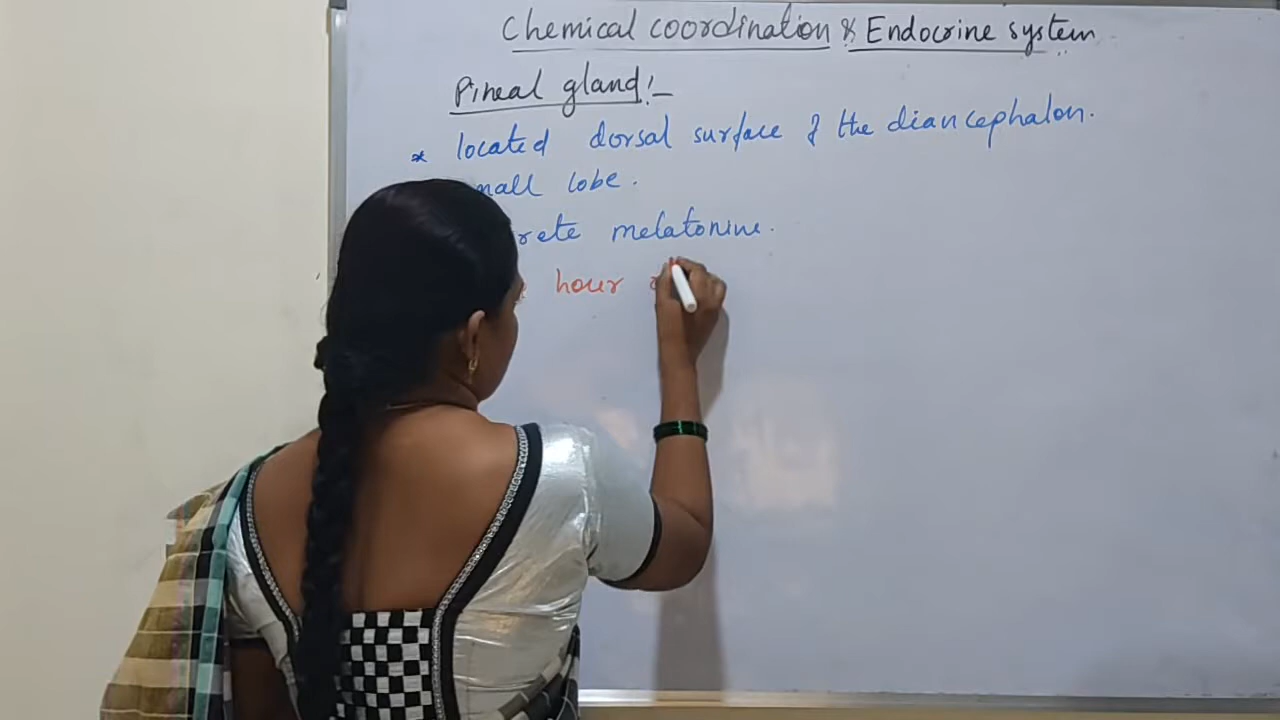 Chemical coordination & Endocrine system
Pineal gland!-
* located dorsal surface of the diancephalon.
mall lobe.
rete melatonine.
hour